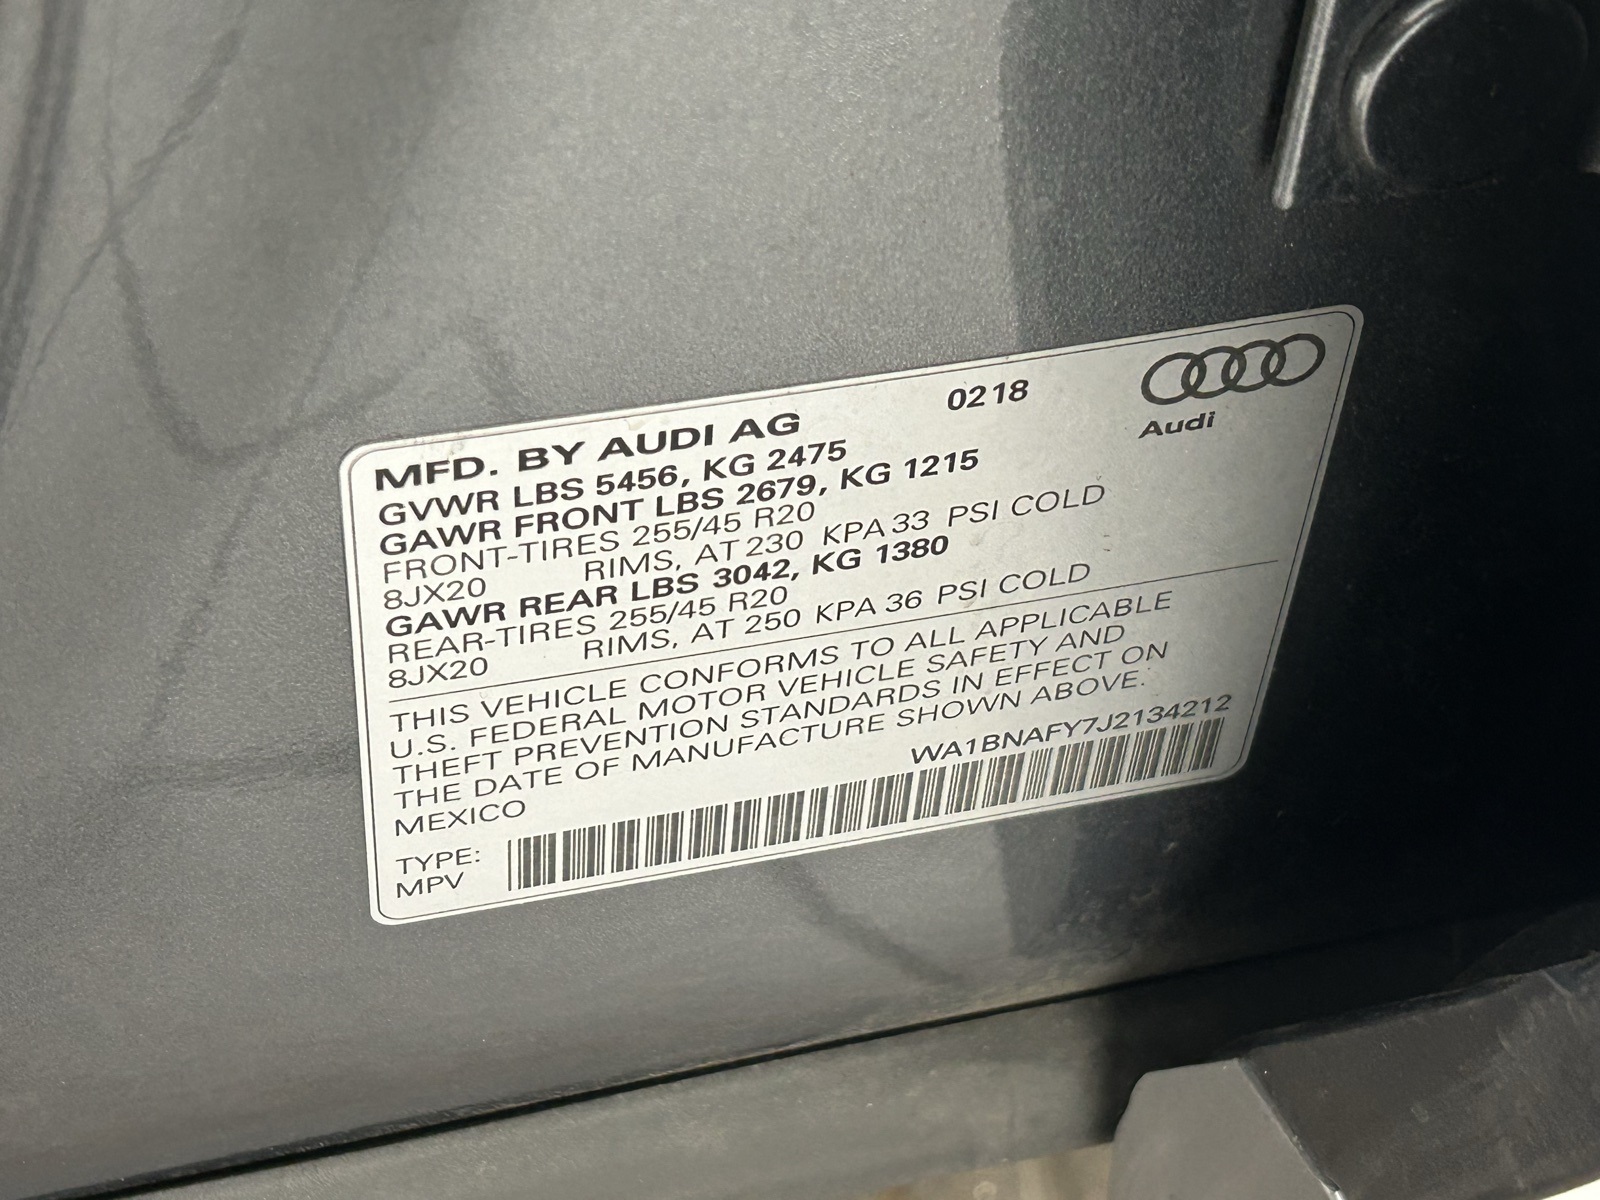 MFD. BY AUDI AG 0218
Audi
GVWR LBS 5456, KG 2475
GAWR FRONT LBS 2679, KG 1215
FRONT-TIRES 255/45 R20
8JX20 RIMS, AT 230 KPA 33 PSI COLD
GAWR REAR LBS 3042, KG 1380
REAR-TIRES 255/45 R20
8JX20 RIMS, AT 250 KPA 36 PSI COLD
THIS VEHICLE CONFORMS TO ALL APPLICABLE
U.S. FEDERAL MOTOR VEHICLE SAFETY AND
THEFT PREVENTION STANDARDS IN EFFECT ON
THE DATE OF MANUFACTURE SHOWN ABOVE.
MEXICO WA1BNAFY7J2134212
TYPE:
MPV